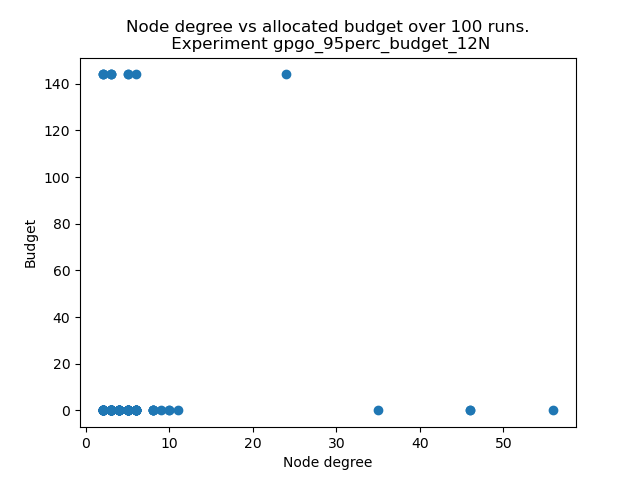 Node degree vs allocated budget over 100 runs.
Experiment gpgo_95perc_budget_12N
140
120
100
80
60
40
20
0
Budget
0 10 20 30 40 50
Node degree